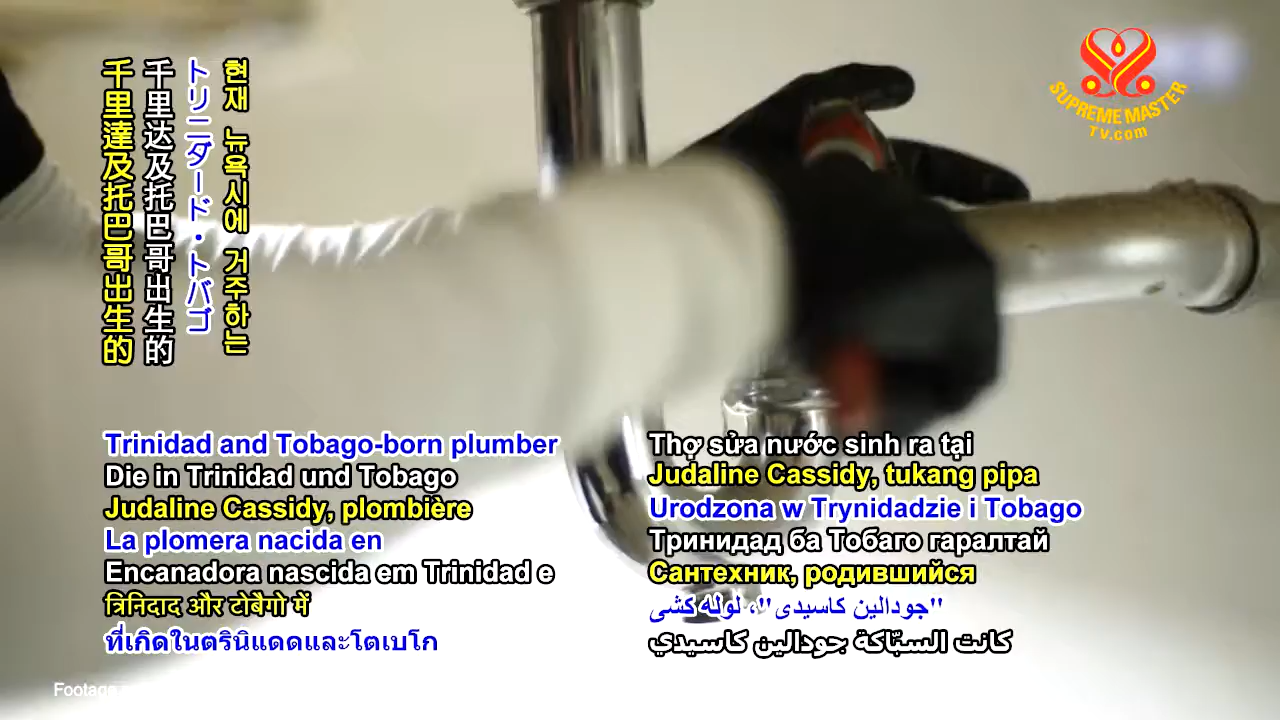 千里達及托巴哥出生的
千里达及托巴哥出生的
トリニダード・トバゴ
현재 뉴욕시에 거주하는
SUPREME MASTER
TV.com
Trinidad and Tobago-born plumber
Die in Trinidad und Tobago
Judaline Cassidy, plombière
La plomera nacida en
Encanadora nascida em Trinidad e
त्रिनिदाद और टोबैगो में
ที่เกิดในตรินิแดดและโตเบโก
Thợ sửa nước sinh ra tại
Judaline Cassidy, tukang pipa
Urodzona w Trynidadzie i Tobago
Тринидад ба Тобаго гаралтай
Сантехник, родившийся
"جودالین کاسیدی"، لوله کشی
كانت السبّاكة جودالين كاسيدي
Footage